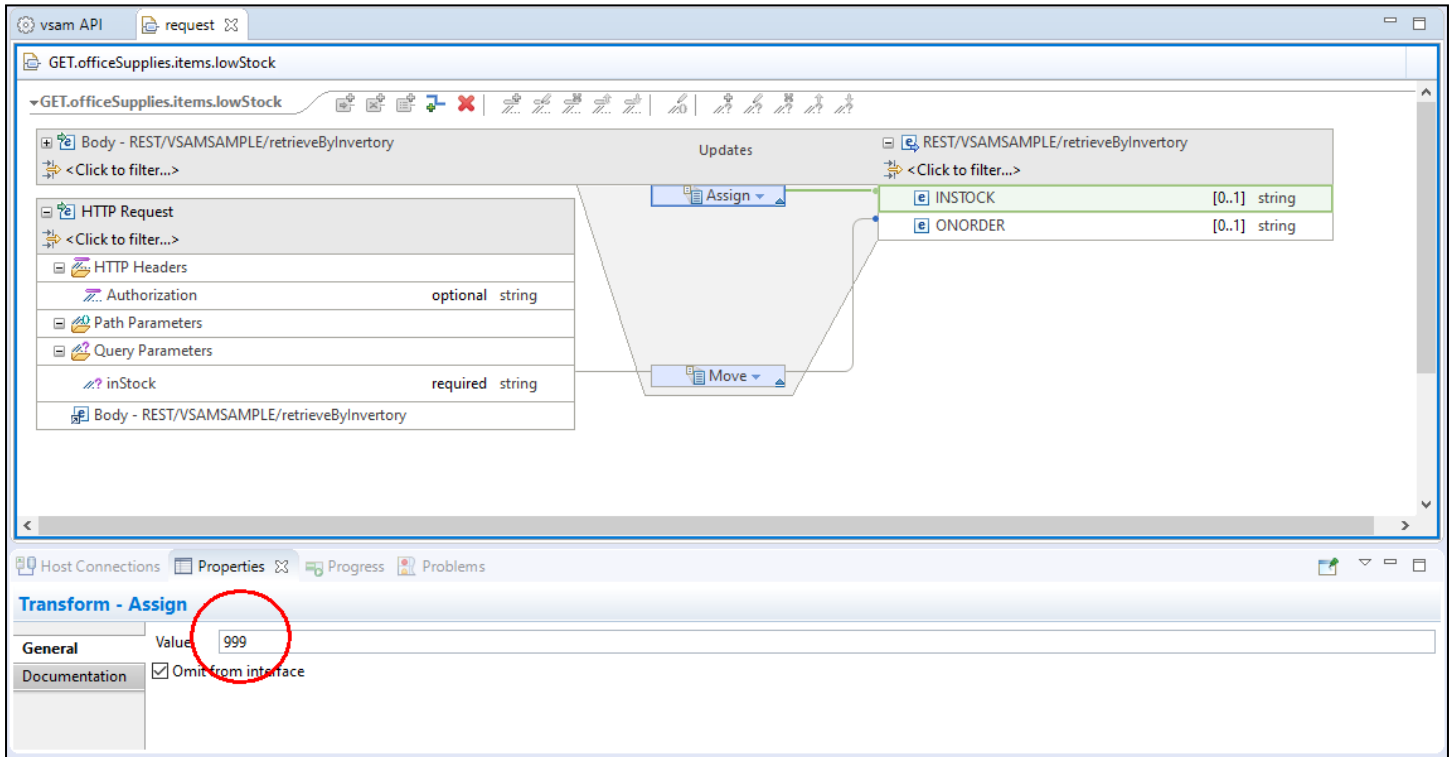 vsam API request
GET.officeSupplies.items.lowStock
GET.officeSupplies.items.lowStock
Body - REST/VSAMSAMPLE/retrieveByInvertory
<Click to filter...>
Updates
REST/VSAMSAMPLE/retrieveByInvertory
<Click to filter...>
Assign
INSTOCK [0..1] string
ONORDER [0..1] string
HTTP Request
<Click to filter...>
HTTP Headers
Authorization optional string
Path Parameters
Query Parameters
inStock required string
Move
Body - REST/VSAMSAMPLE/retrieveByInvertory
Host Connections Properties Progress Problems
Transform - Assign
General
Documentation
Value 999
Omit from interface